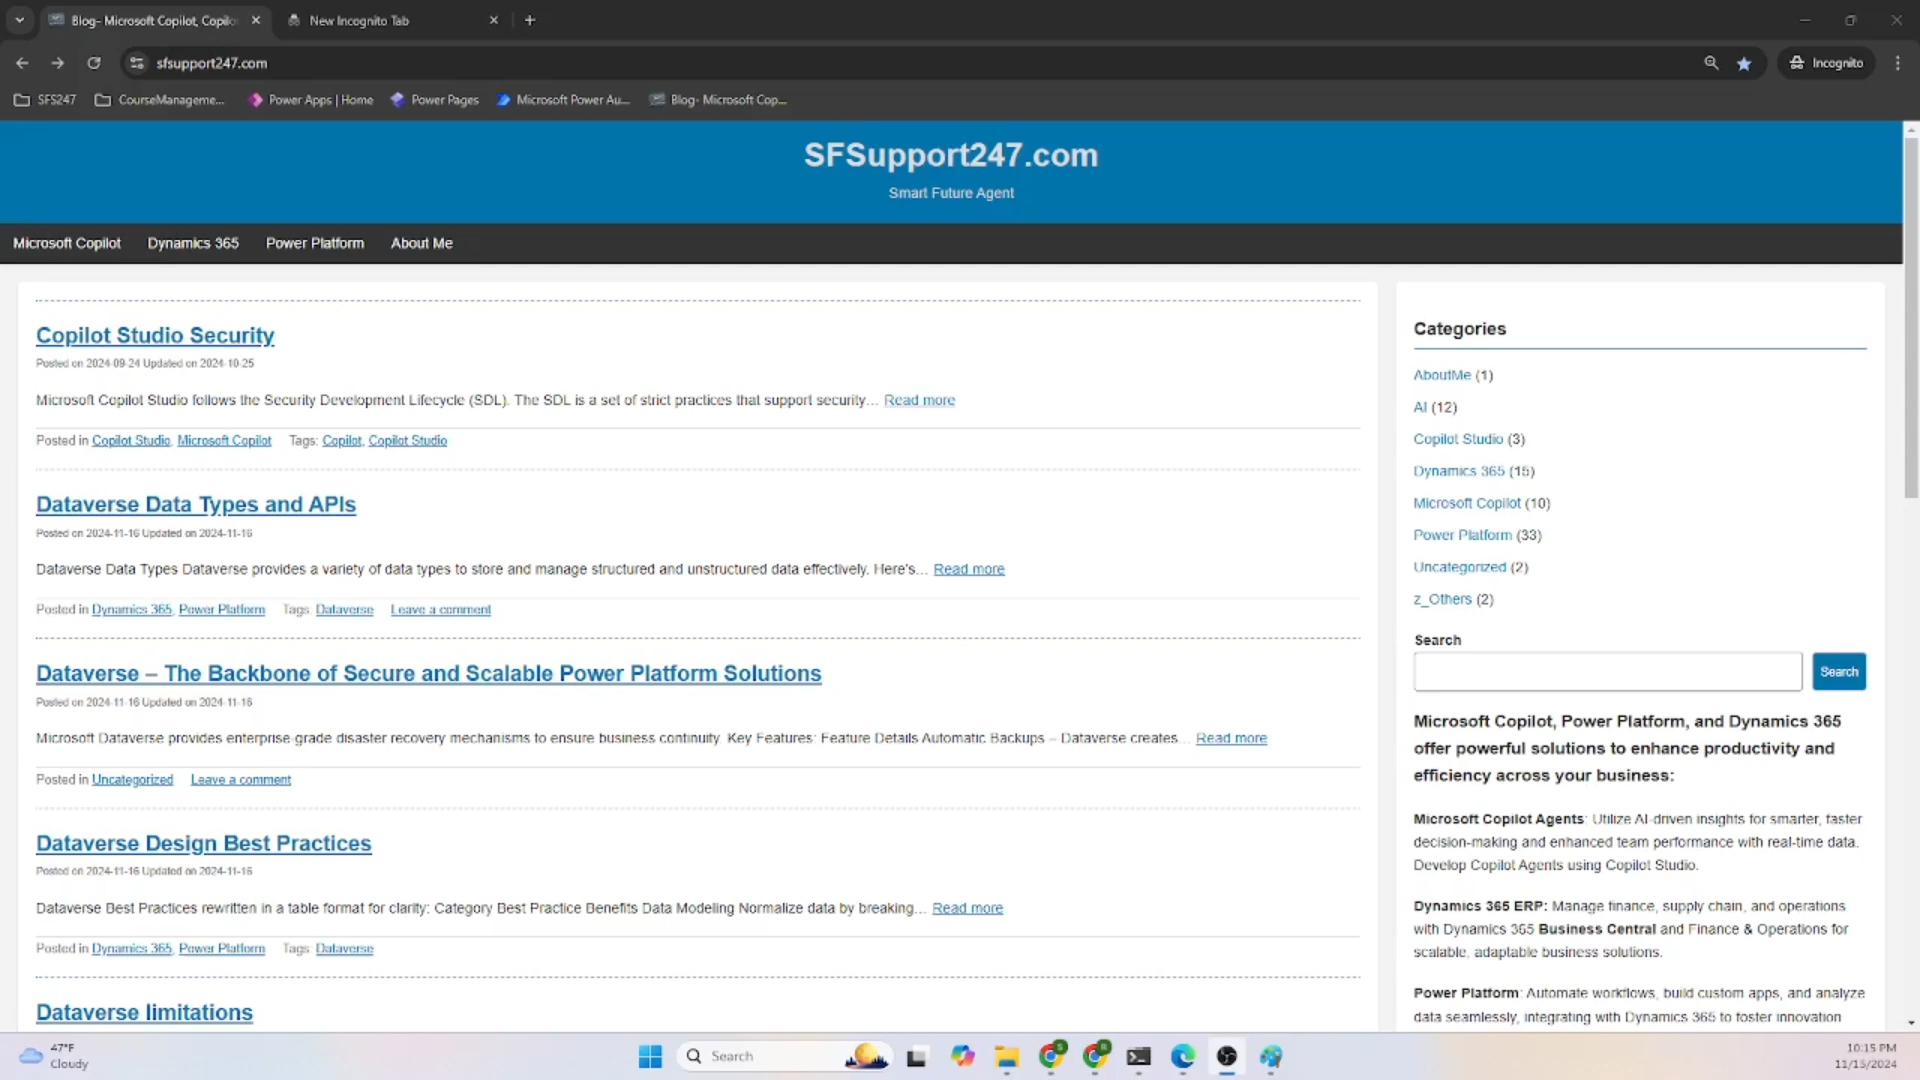 Blog- Microsoft Copilot, Copilo
New Incognito Tab
sfsupport247.com
Incognito
SFS247
CourseManageme...
Power Apps | Home
Power Pages
Microsoft Power Au...
Blog- Microsoft Cop...
SFSupport247.com
Smart Future Agent
Microsoft Copilot
Dynamics 365
Power Platform
About Me
Copilot Studio Security
Posted on 2024-09-24 Updated on 2024-10-25
Microsoft Copilot Studio follows the Security Development Lifecycle (SDL). The SDL is a set of strict practices that support security… Read more
Posted in Copilot Studio, Microsoft Copilot Tags: Copilot, Copilot Studio
Dataverse Data Types and APIs
Posted on 2024-11-16 Updated on 2024-11-16
Dataverse Data Types Dataverse provides a variety of data types to store and manage structured and unstructured data effectively. Here's… Read more
Posted in Dynamics 365, Power Platform Tags: Dataverse Leave a comment
Dataverse – The Backbone of Secure and Scalable Power Platform Solutions
Posted on 2024-11-16 Updated on 2024-11-16
Microsoft Dataverse provides enterprise-grade disaster recovery mechanisms to ensure business continuity. Key Features: Feature Details Automatic Backups – Dataverse creates… Read more
Posted in Uncategorized Leave a comment
Dataverse Design Best Practices
Posted on 2024-11-16 Updated on 2024-11-16
Dataverse Best Practices rewritten in a table format for clarity: Category Best Practice Benefits Data Modeling Normalize data by breaking… Read more
Posted in Dynamics 365, Power Platform Tags: Dataverse
Dataverse limitations
Categories
AboutMe (1)
AI (12)
Copilot Studio (3)
Dynamics 365 (15)
Microsoft Copilot (10)
Power Platform (33)
Uncategorized (2)
z_Others (2)
Search
Search
Microsoft Copilot, Power Platform, and Dynamics 365
offer powerful solutions to enhance productivity and
efficiency across your business:
Microsoft Copilot Agents: Utilize AI-driven insights for smarter, faster
decision-making and enhanced team performance with real-time data.
Develop Copilot Agents using Copilot Studio.
Dynamics 365 ERP: Manage finance, supply chain, and operations
with Dynamics 365 Business Central and Finance & Operations for
scalable, adaptable business solutions.
Power Platform: Automate workflows, build custom apps, and analyze
data seamlessly, integrating with Dynamics 365 to foster innovation
47°F
Cloudy
Search
S
R
10:15 PM
11/15/2024